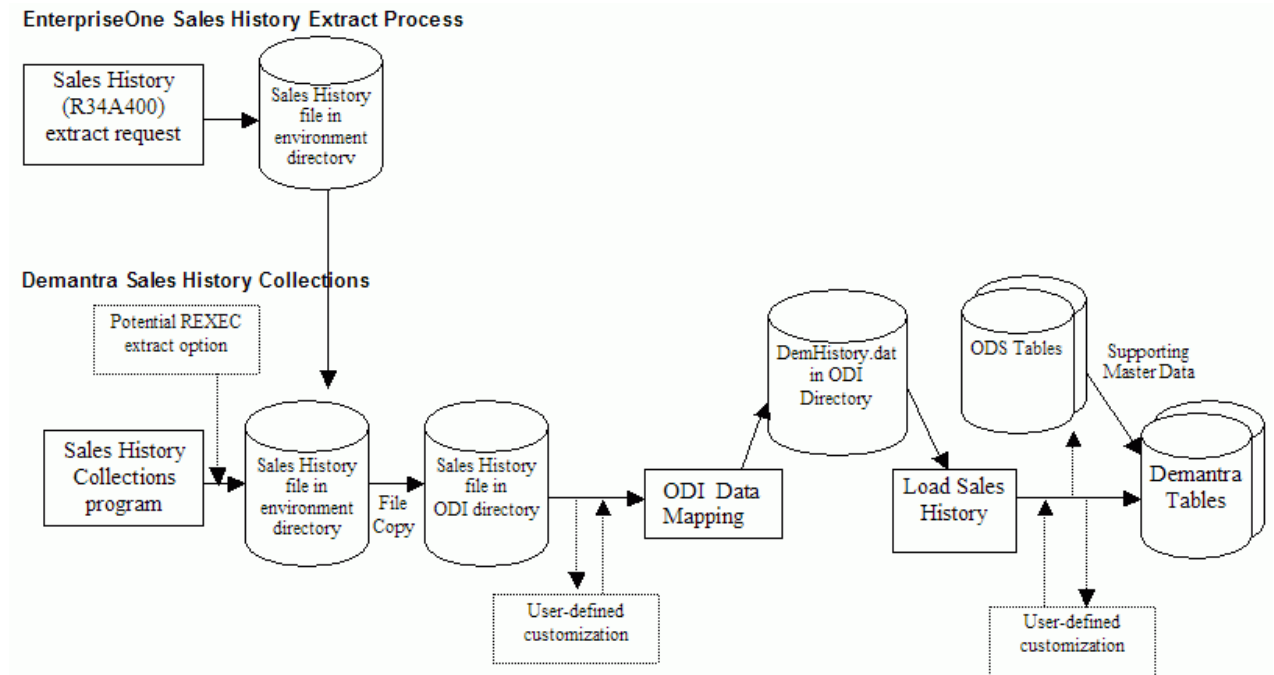 EnterpriseOne Sales History Extract Process
Sales History
(R34A400)
extract request
Sales History
file in
environment
directory
Demantra Sales History Collections
Potential REXEC
extract option
Sales History
Collections
program
Sales History
file in
environment
directory
File
Copy
Sales History
file in
ODI directory
User-defined
customization
ODI Data
Mapping
DemHistory.dat
in ODI
Directory
Load Sales
History
ODS Tables
Supporting
Master Data
Demantra
Tables
User-defined
customization